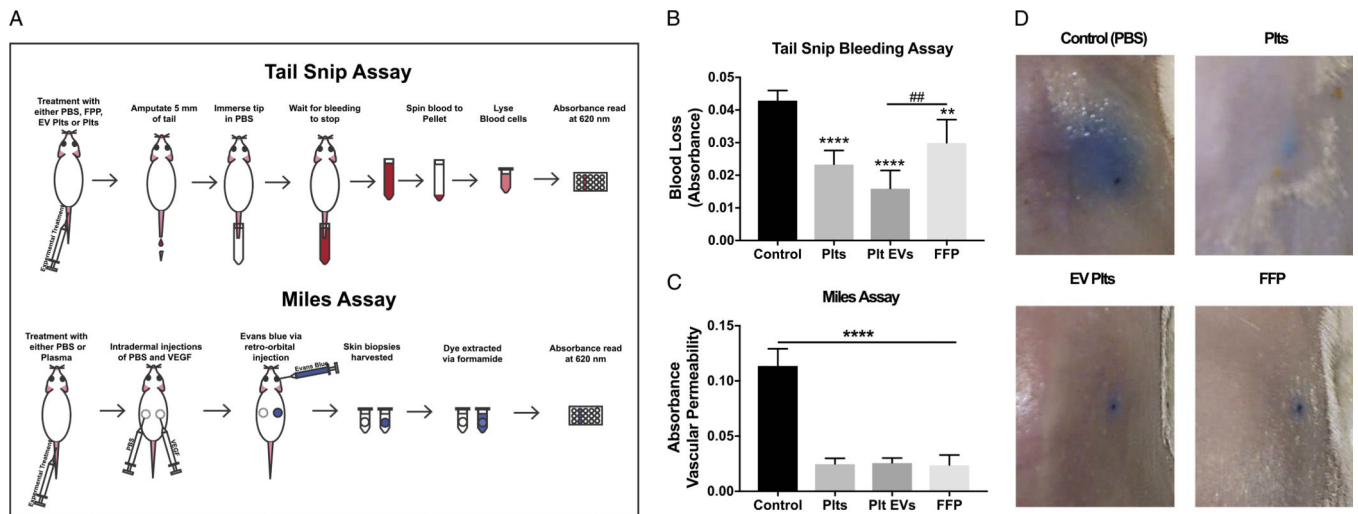 A
Tail Snip Assay
Treatment with
either PBS, FPP,
EV Plts or Plts
Amputate 5 mm
of tail
Immerse tip
in PBS
Wait for bleeding
to stop
Spin blood to
Pellet
Lyse
Blood cells
Absorbance read
at 620 nm
Experimental Treatment
Miles Assay
Treatment with
either PBS or
Plasma
Intradermal injections
of PBS and VEGF
Evans blue via
retro-orbital
injection
Skin biopsies
harvested
Dye extracted
via formamide
Absorbance read
at 620 nm
Evans Blue
Experimental Treatment
PBS
VEGF
B
Tail Snip Bleeding Assay
Blood Loss
(Absorbance)
0.05
0.04
0.03
0.02
0.01
0.00
****
****
##
**
Control
Plts
Plt EVs
FFP
C
Miles Assay
Absorbance
Vascular Permeability
0.15
0.10
0.05
0.00
****
Control
Plts
Plt EVs
FFP
D
Control (PBS)
Plts
EV Plts
FFP